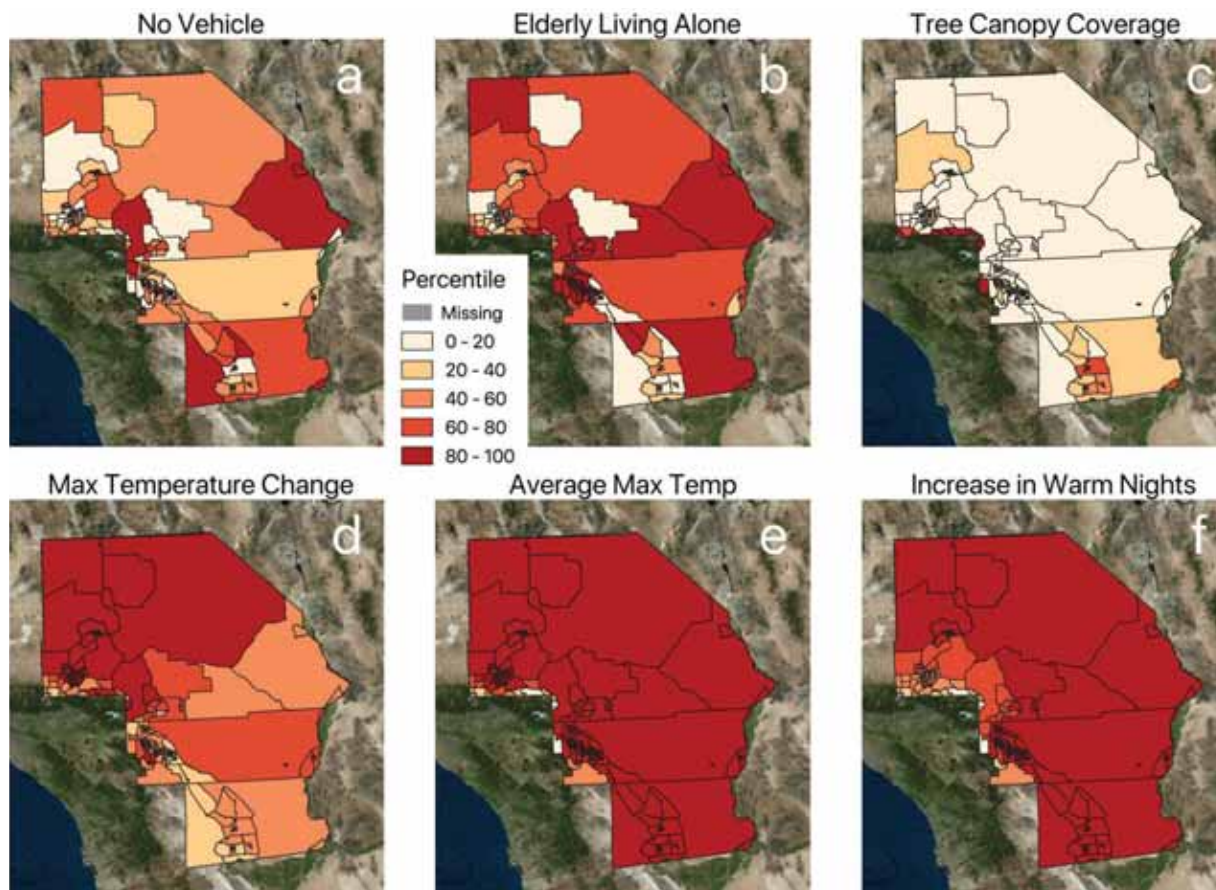 No Vehicle
Elderly Living Alone
Tree Canopy Coverage
a
b
c
Percentile
Missing
0 - 20
20 - 40
40 - 60
60 - 80
80 - 100
Max Temperature Change
Average Max Temp
Increase in Warm Nights
d
e
f